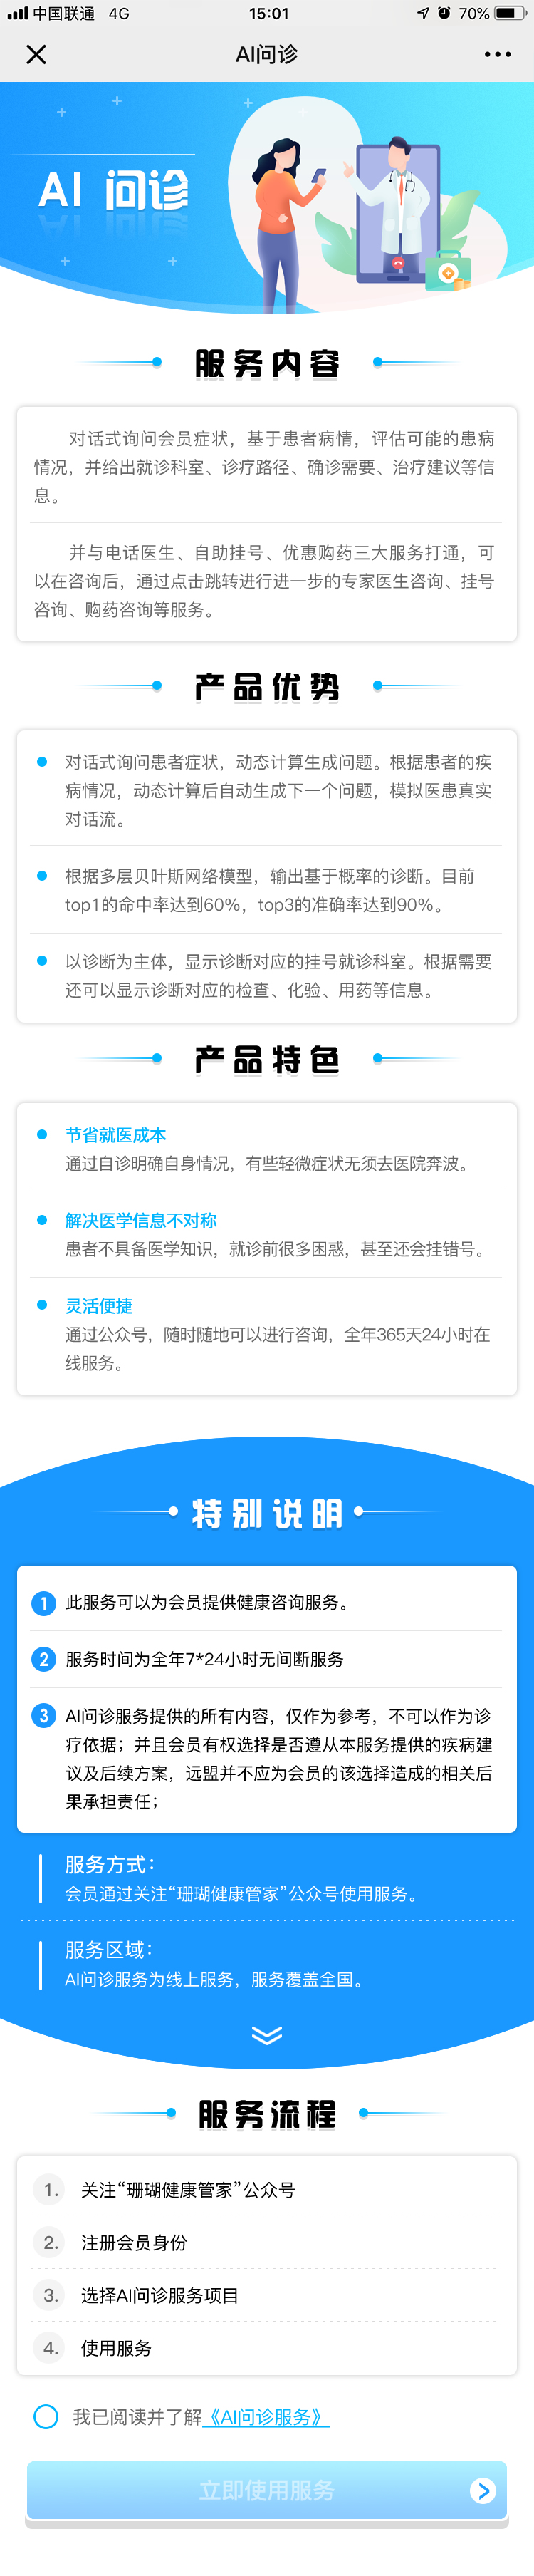 中国联通 4G 15:01 70%
AI问诊
AI 问诊
服务内容
对话式询问会员症状，基于患者病情，评估可能的患病
情况，并给出就诊科室、诊疗路径、确诊需要、治疗建议等信
息。
并与电话医生、自助挂号、优惠购药三大服务打通，可
以在咨询后，通过点击跳转进行进一步的专家医生咨询、挂号
咨询、购药咨询等服务。
产品优势
对话式询问患者症状，动态计算生成问题。根据患者的疾
病情况，动态计算后自动生成下一个问题，模拟医患真实
对话流。
根据多层贝叶斯网络模型，输出基于概率的诊断。目前
top1的命中率达到60%，top3的准确率达到90%。
以诊断为主体，显示诊断对应的挂号就诊科室。根据需要
还可以显示诊断对应的检查、化验、用药等信息。
产品特色
节省就医成本
通过自诊明确自身情况，有些轻微症状无须去医院奔波。
解决医学信息不对称
患者不具备医学知识，就诊前很多困惑，甚至还会挂错号。
灵活便捷
通过公众号，随时随地可以进行咨询，全年365天24小时在
线服务。
特别说明
1 此服务可以为会员提供健康咨询服务。
2 服务时间为全年7*24小时无间断服务
3 AI问诊服务提供的所有内容，仅作为参考，不可以作为诊
疗依据；并且会员有权选择是否遵从本服务提供的疾病建
议及后续方案，远盟并不应为会员的该选择造成的相关后
果承担责任；
服务方式：
会员通过关注“珊瑚健康管家”公众号使用服务。
服务区域：
AI问诊服务为线上服务，服务覆盖全国。
服务流程
1. 关注“珊瑚健康管家”公众号
2. 注册会员身份
3. 选择AI问诊服务项目
4. 使用服务
我已阅读并了解《AI问诊服务》
立即使用服务